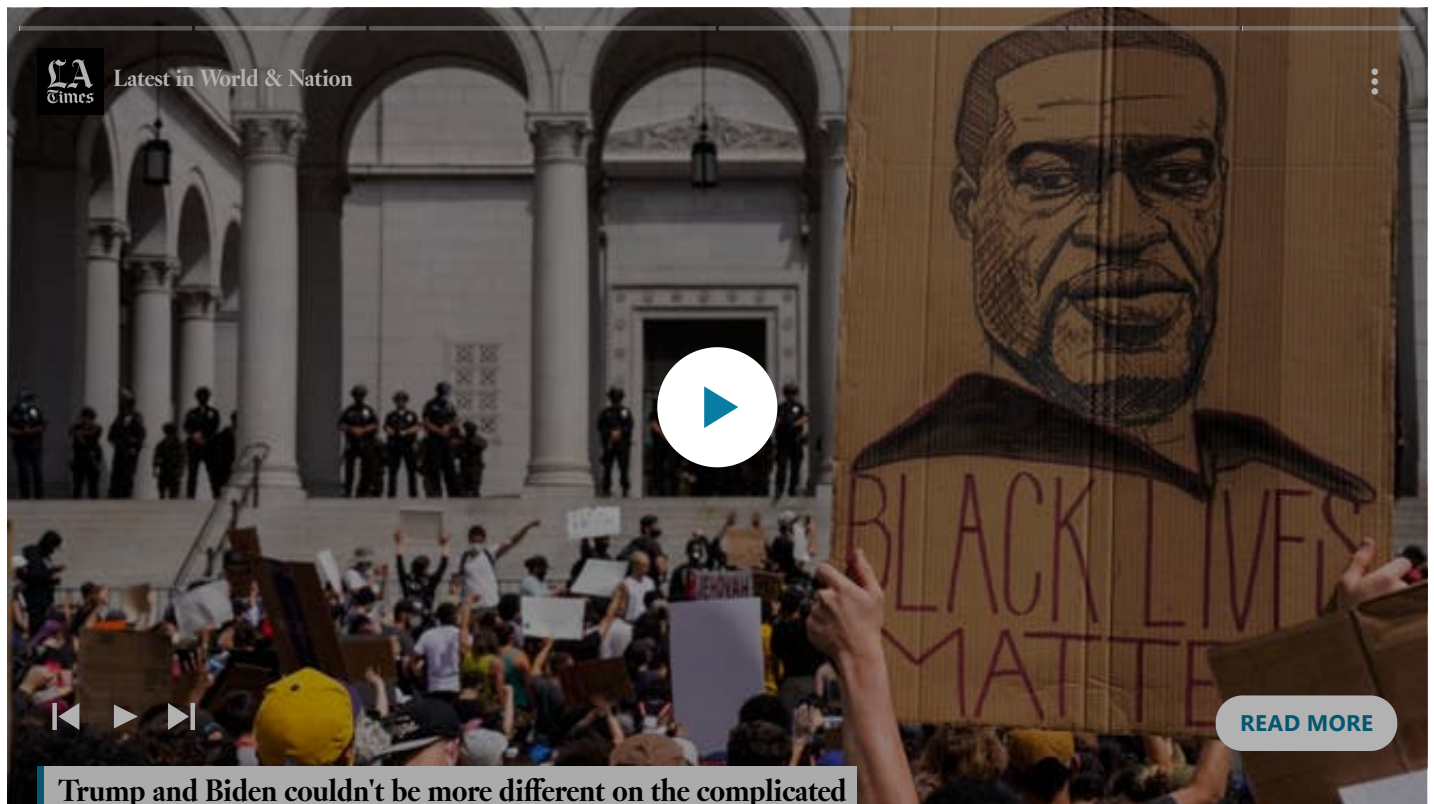 LA
Times
Latest in World & Nation
JEHOVAH
BLACK LIVES
MATTE
READ MORE
Trump and Biden couldn't be more different on the complicated